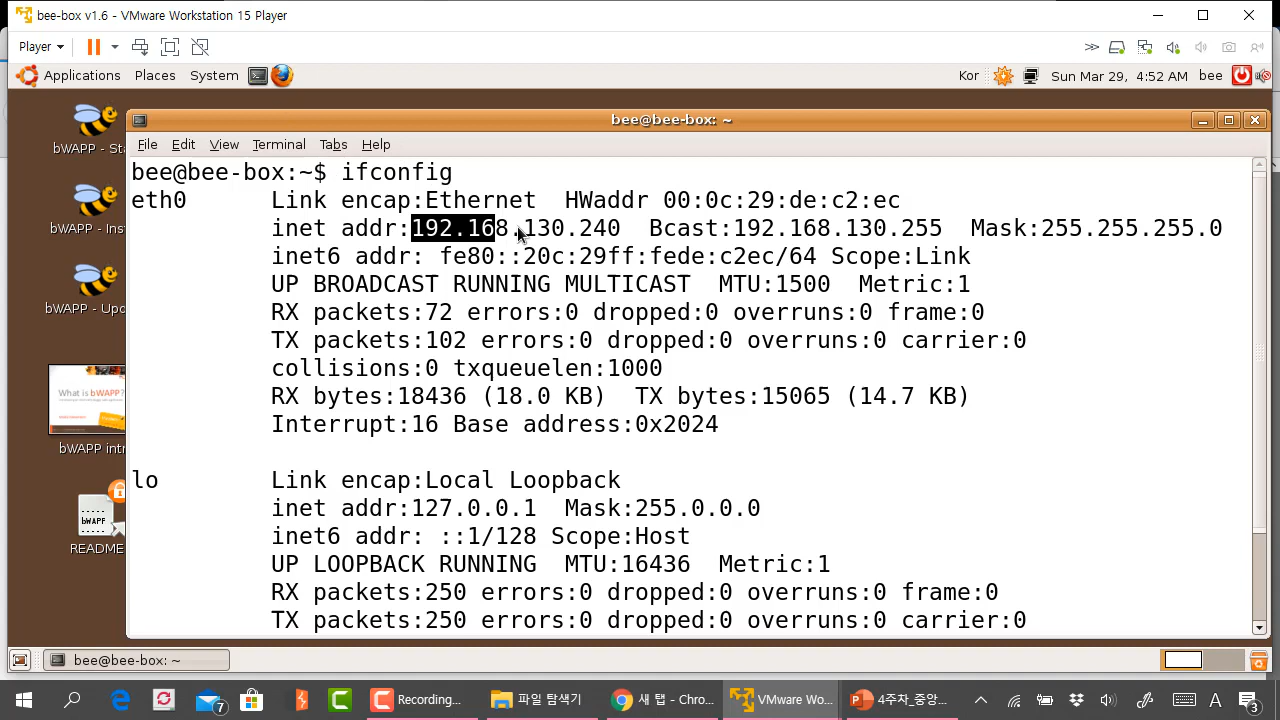 bee-box v1.6 - VMware Workstation 15 Player
Player
Applications Places System Kor Sun Mar 29, 4:52 AM bee
bee@bee-box: ~
File Edit View Terminal Tabs Help
bee@bee-box:~$ ifconfig
eth0 Link encap:Ethernet HWaddr 00:0c:29:de:c2:ec
inet addr:192.168.130.240 Bcast:192.168.130.255 Mask:255.255.255.0
inet6 addr: fe80::20c:29ff:fede:c2ec/64 Scope:Link
UP BROADCAST RUNNING MULTICAST MTU:1500 Metric:1
RX packets:72 errors:0 dropped:0 overruns:0 frame:0
TX packets:102 errors:0 dropped:0 overruns:0 carrier:0
collisions:0 txqueuelen:1000
RX bytes:18436 (18.0 KB) TX bytes:15065 (14.7 KB)
Interrupt:16 Base address:0x2024
lo Link encap:Local Loopback
inet addr:127.0.0.1 Mask:255.0.0.0
inet6 addr: ::1/128 Scope:Host
UP LOOPBACK RUNNING MTU:16436 Metric:1
RX packets:250 errors:0 dropped:0 overruns:0 frame:0
TX packets:250 errors:0 dropped:0 overruns:0 carrier:0
bWAPP - Sta
bWAPP - Inst
bWAPP - Upd
What is bWAPP?
bWAPP intr
bWAPP
README
bee@bee-box: ~
7
Recording...
파일 탐색기
새 탭 - Chro...
VMware Wo...
4주차_중앙...
A
3